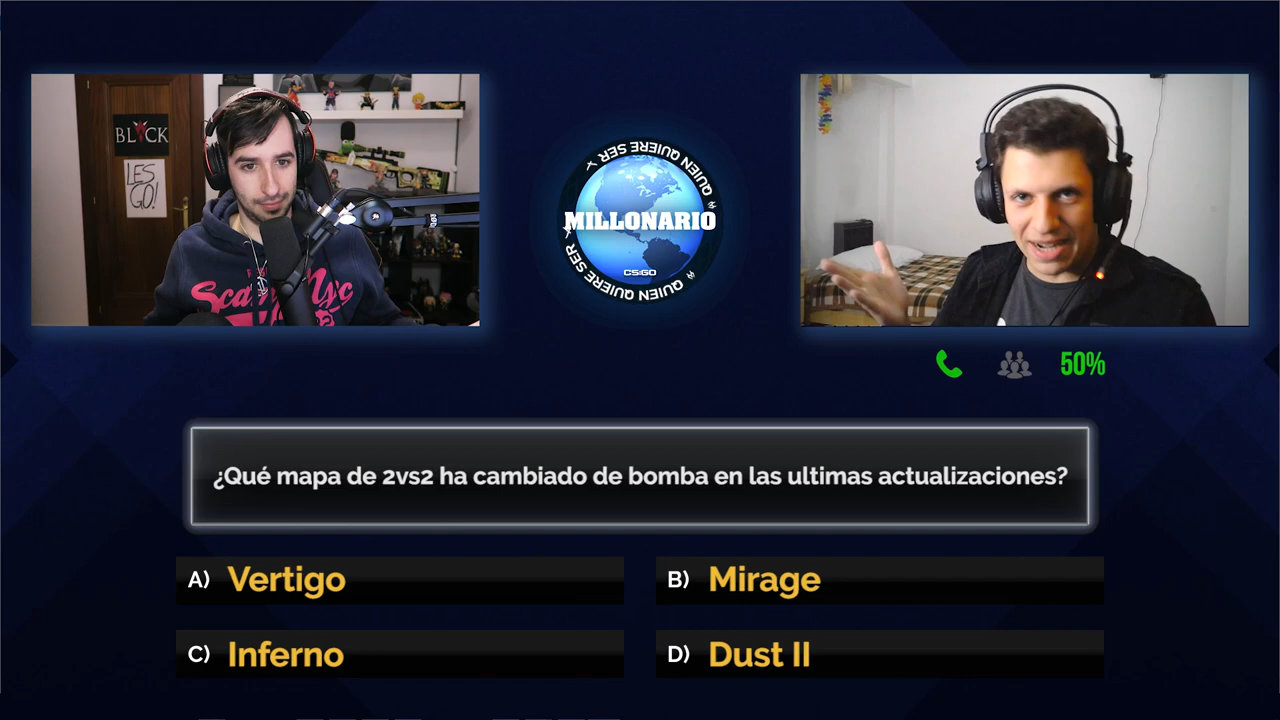 BLACK
LES
GO!
QUIEN QUIERE SER
MILLONARIO
CS:GO
QUIEN QUIERE SER
50%
¿Qué mapa de 2vs2 ha cambiado de bomba en las ultimas actualizaciones?
A) Vertigo
B) Mirage
C) Inferno
D) Dust II